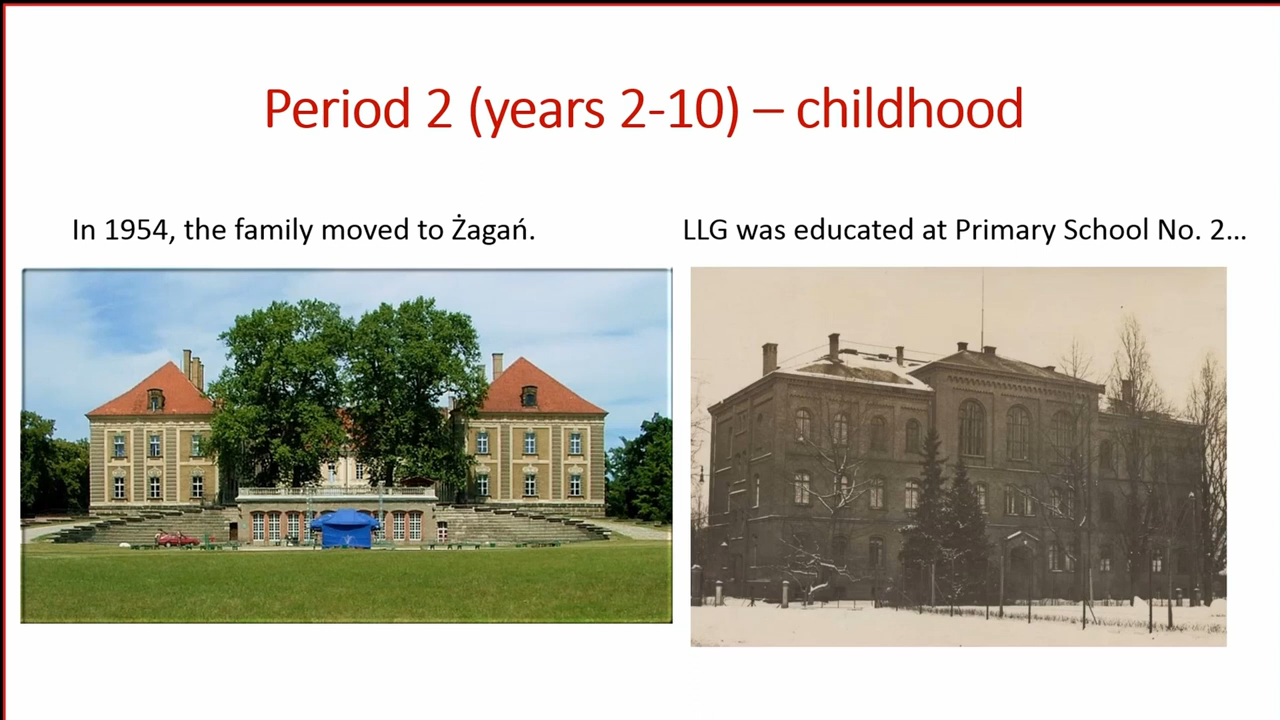 Period 2 (years 2-10) – childhood
In 1954, the family moved to Żagań.
LLG was educated at Primary School No. 2...